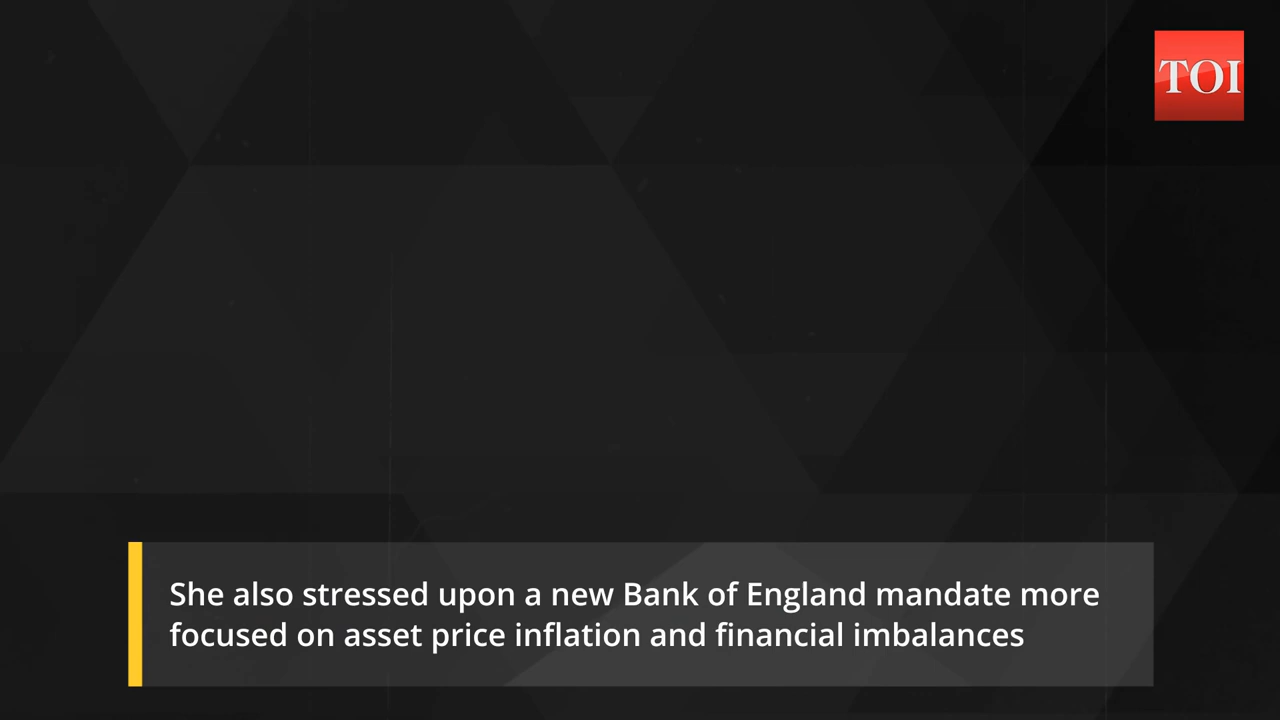 TOI
She also stressed upon a new Bank of England mandate more
focused on asset price inflation and financial imbalances